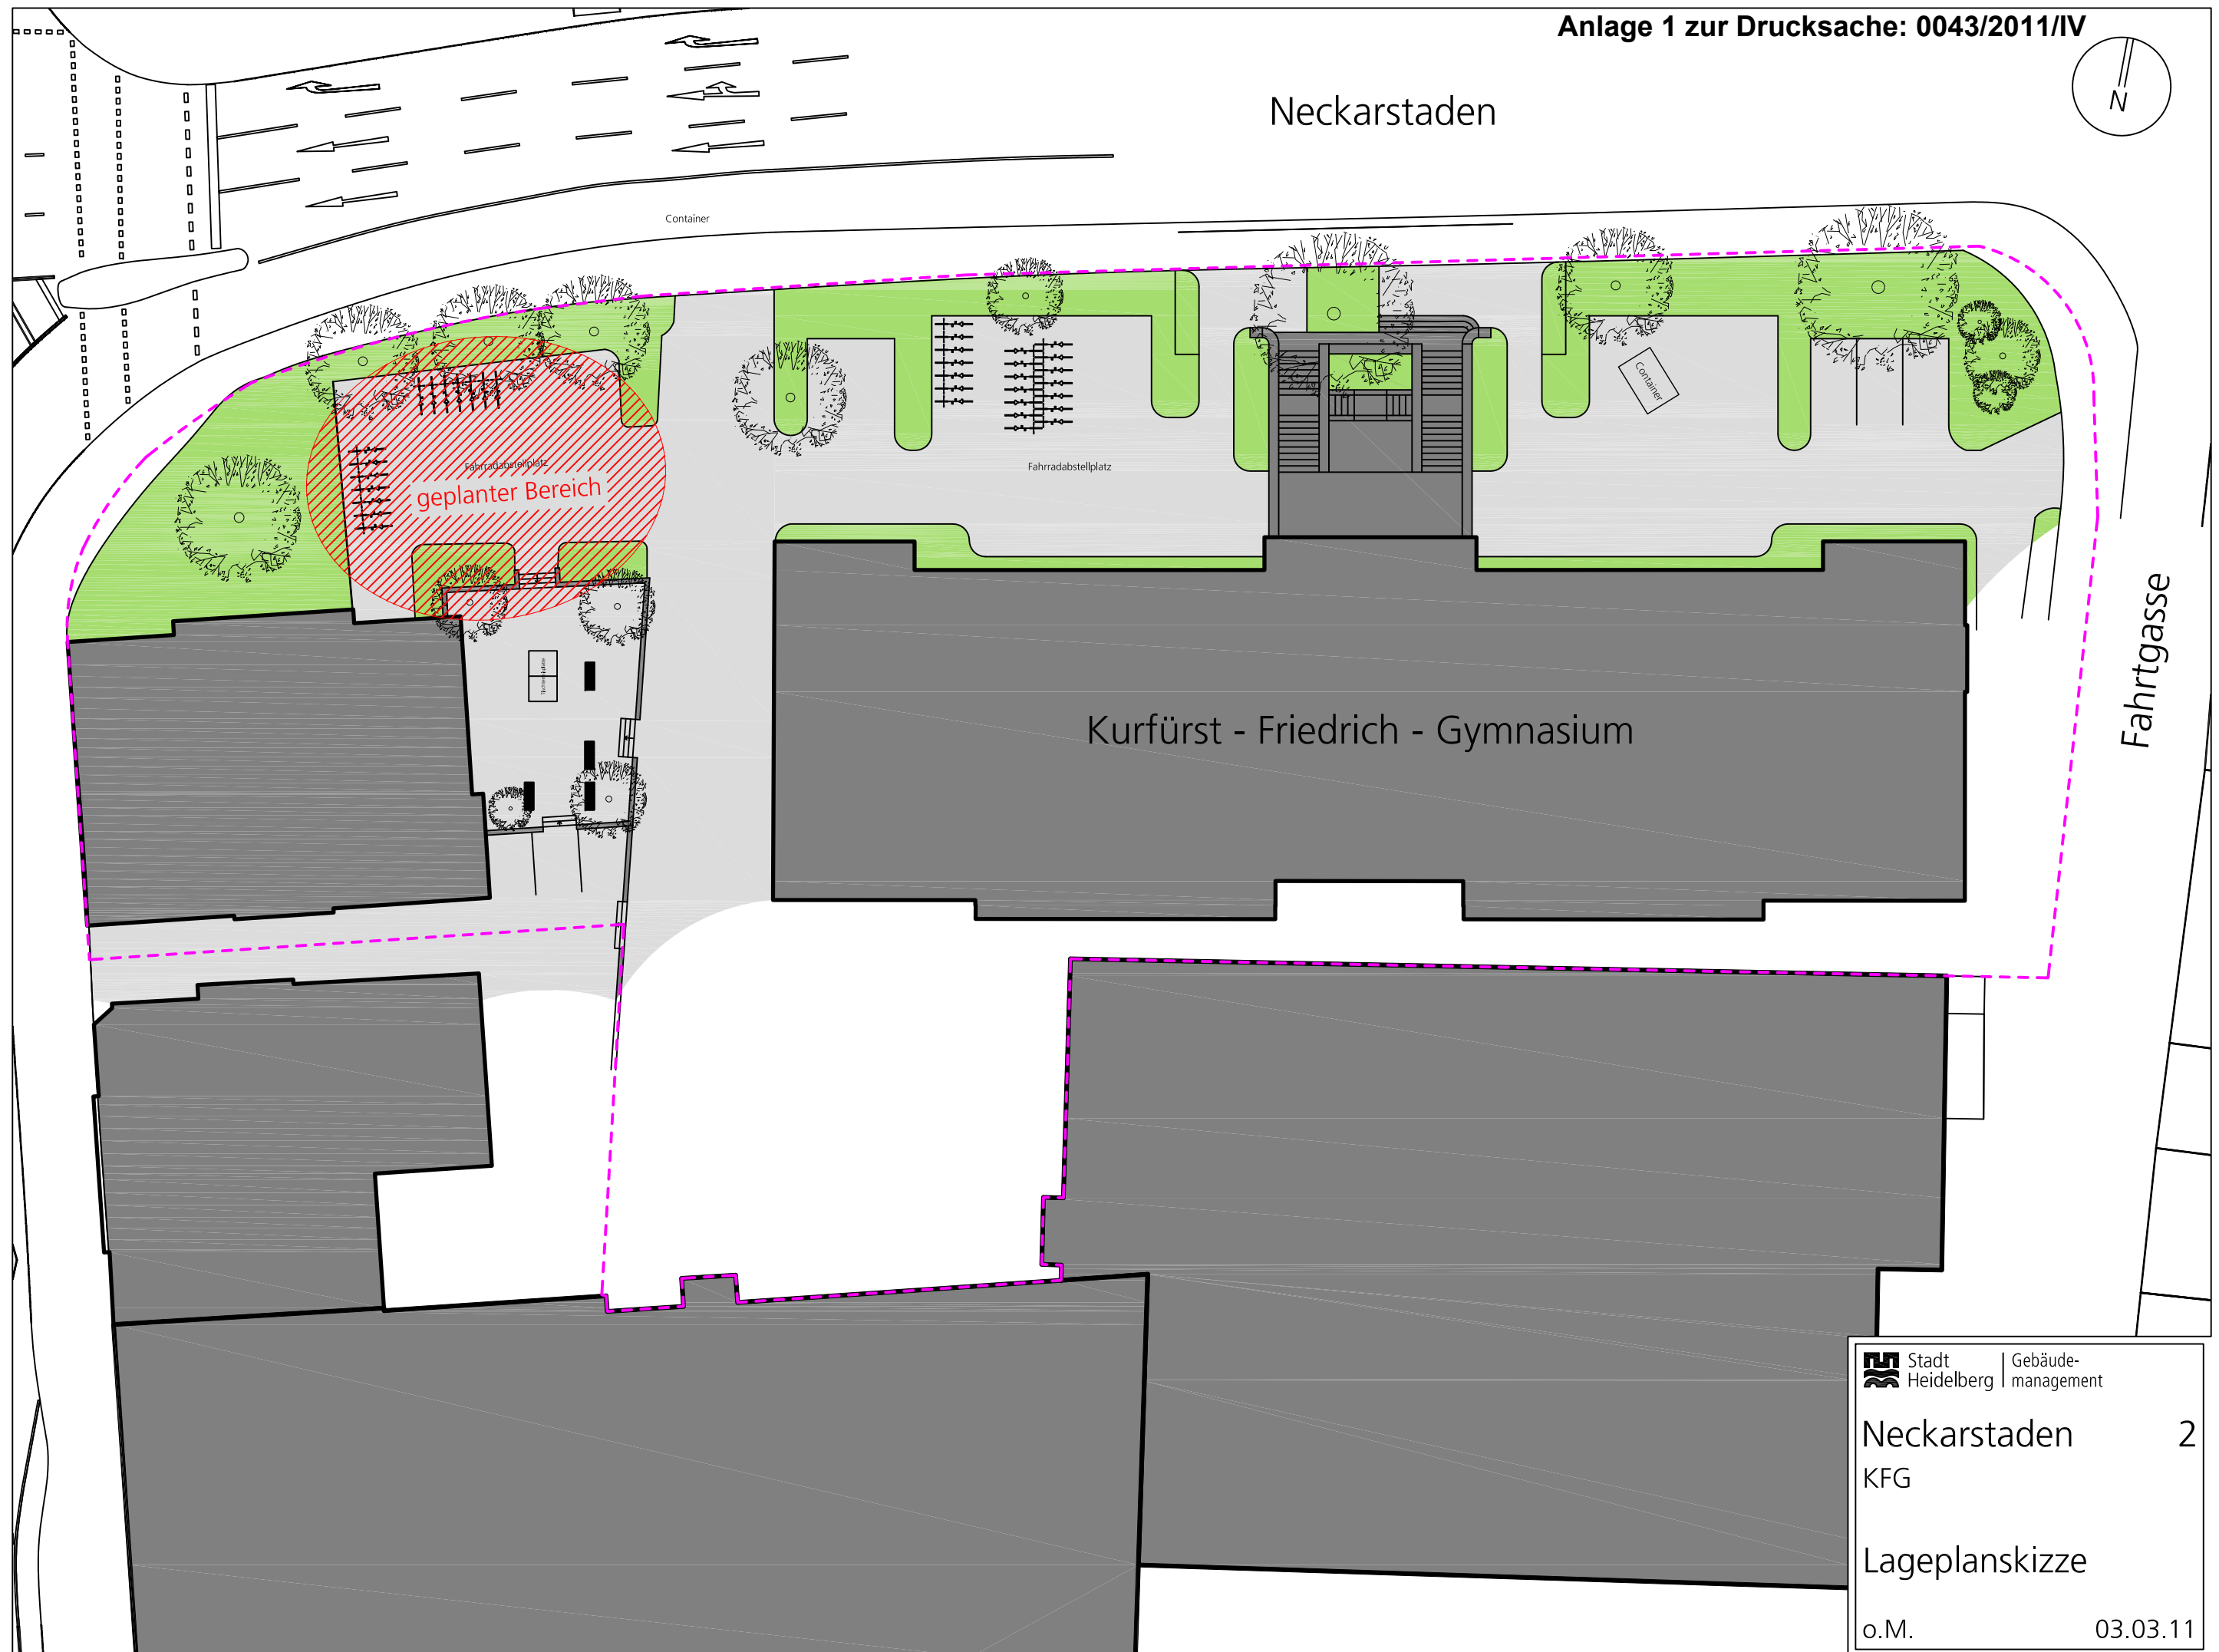 Anlage 1 zur Drucksache: 0043/2011/IV
N
Neckarstaden
Container
Container
Fahrradabstellplatz
Fahrradabstellplatz
geplanter Bereich
Fahrtgasse
Kurfürst - Friedrich - Gymnasium
Stadt
Heidelberg
Gebäude-
management
Neckarstaden 2
KFG
Lageplanskizze
o.M. 03.03.11